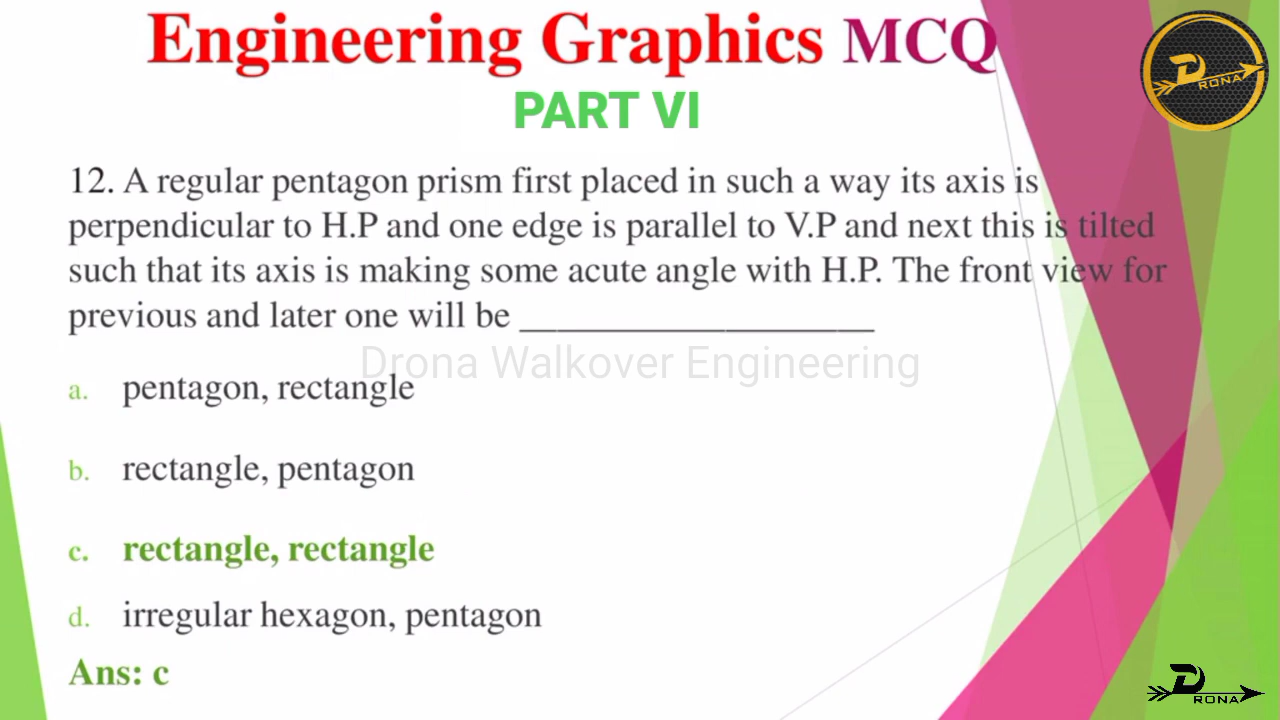 Engineering Graphics MCQ
PART VI
12. A regular pentagon prism first placed in such a way its axis is
perpendicular to H.P and one edge is parallel to V.P and next this is tilted
such that its axis is making some acute angle with H.P. The front view for
previous and later one will be ____________________
Drona Walkover Engineering
a. pentagon, rectangle
b. rectangle, pentagon
c. rectangle, rectangle
d. irregular hexagon, pentagon
Ans: c
DRONA
DRONA